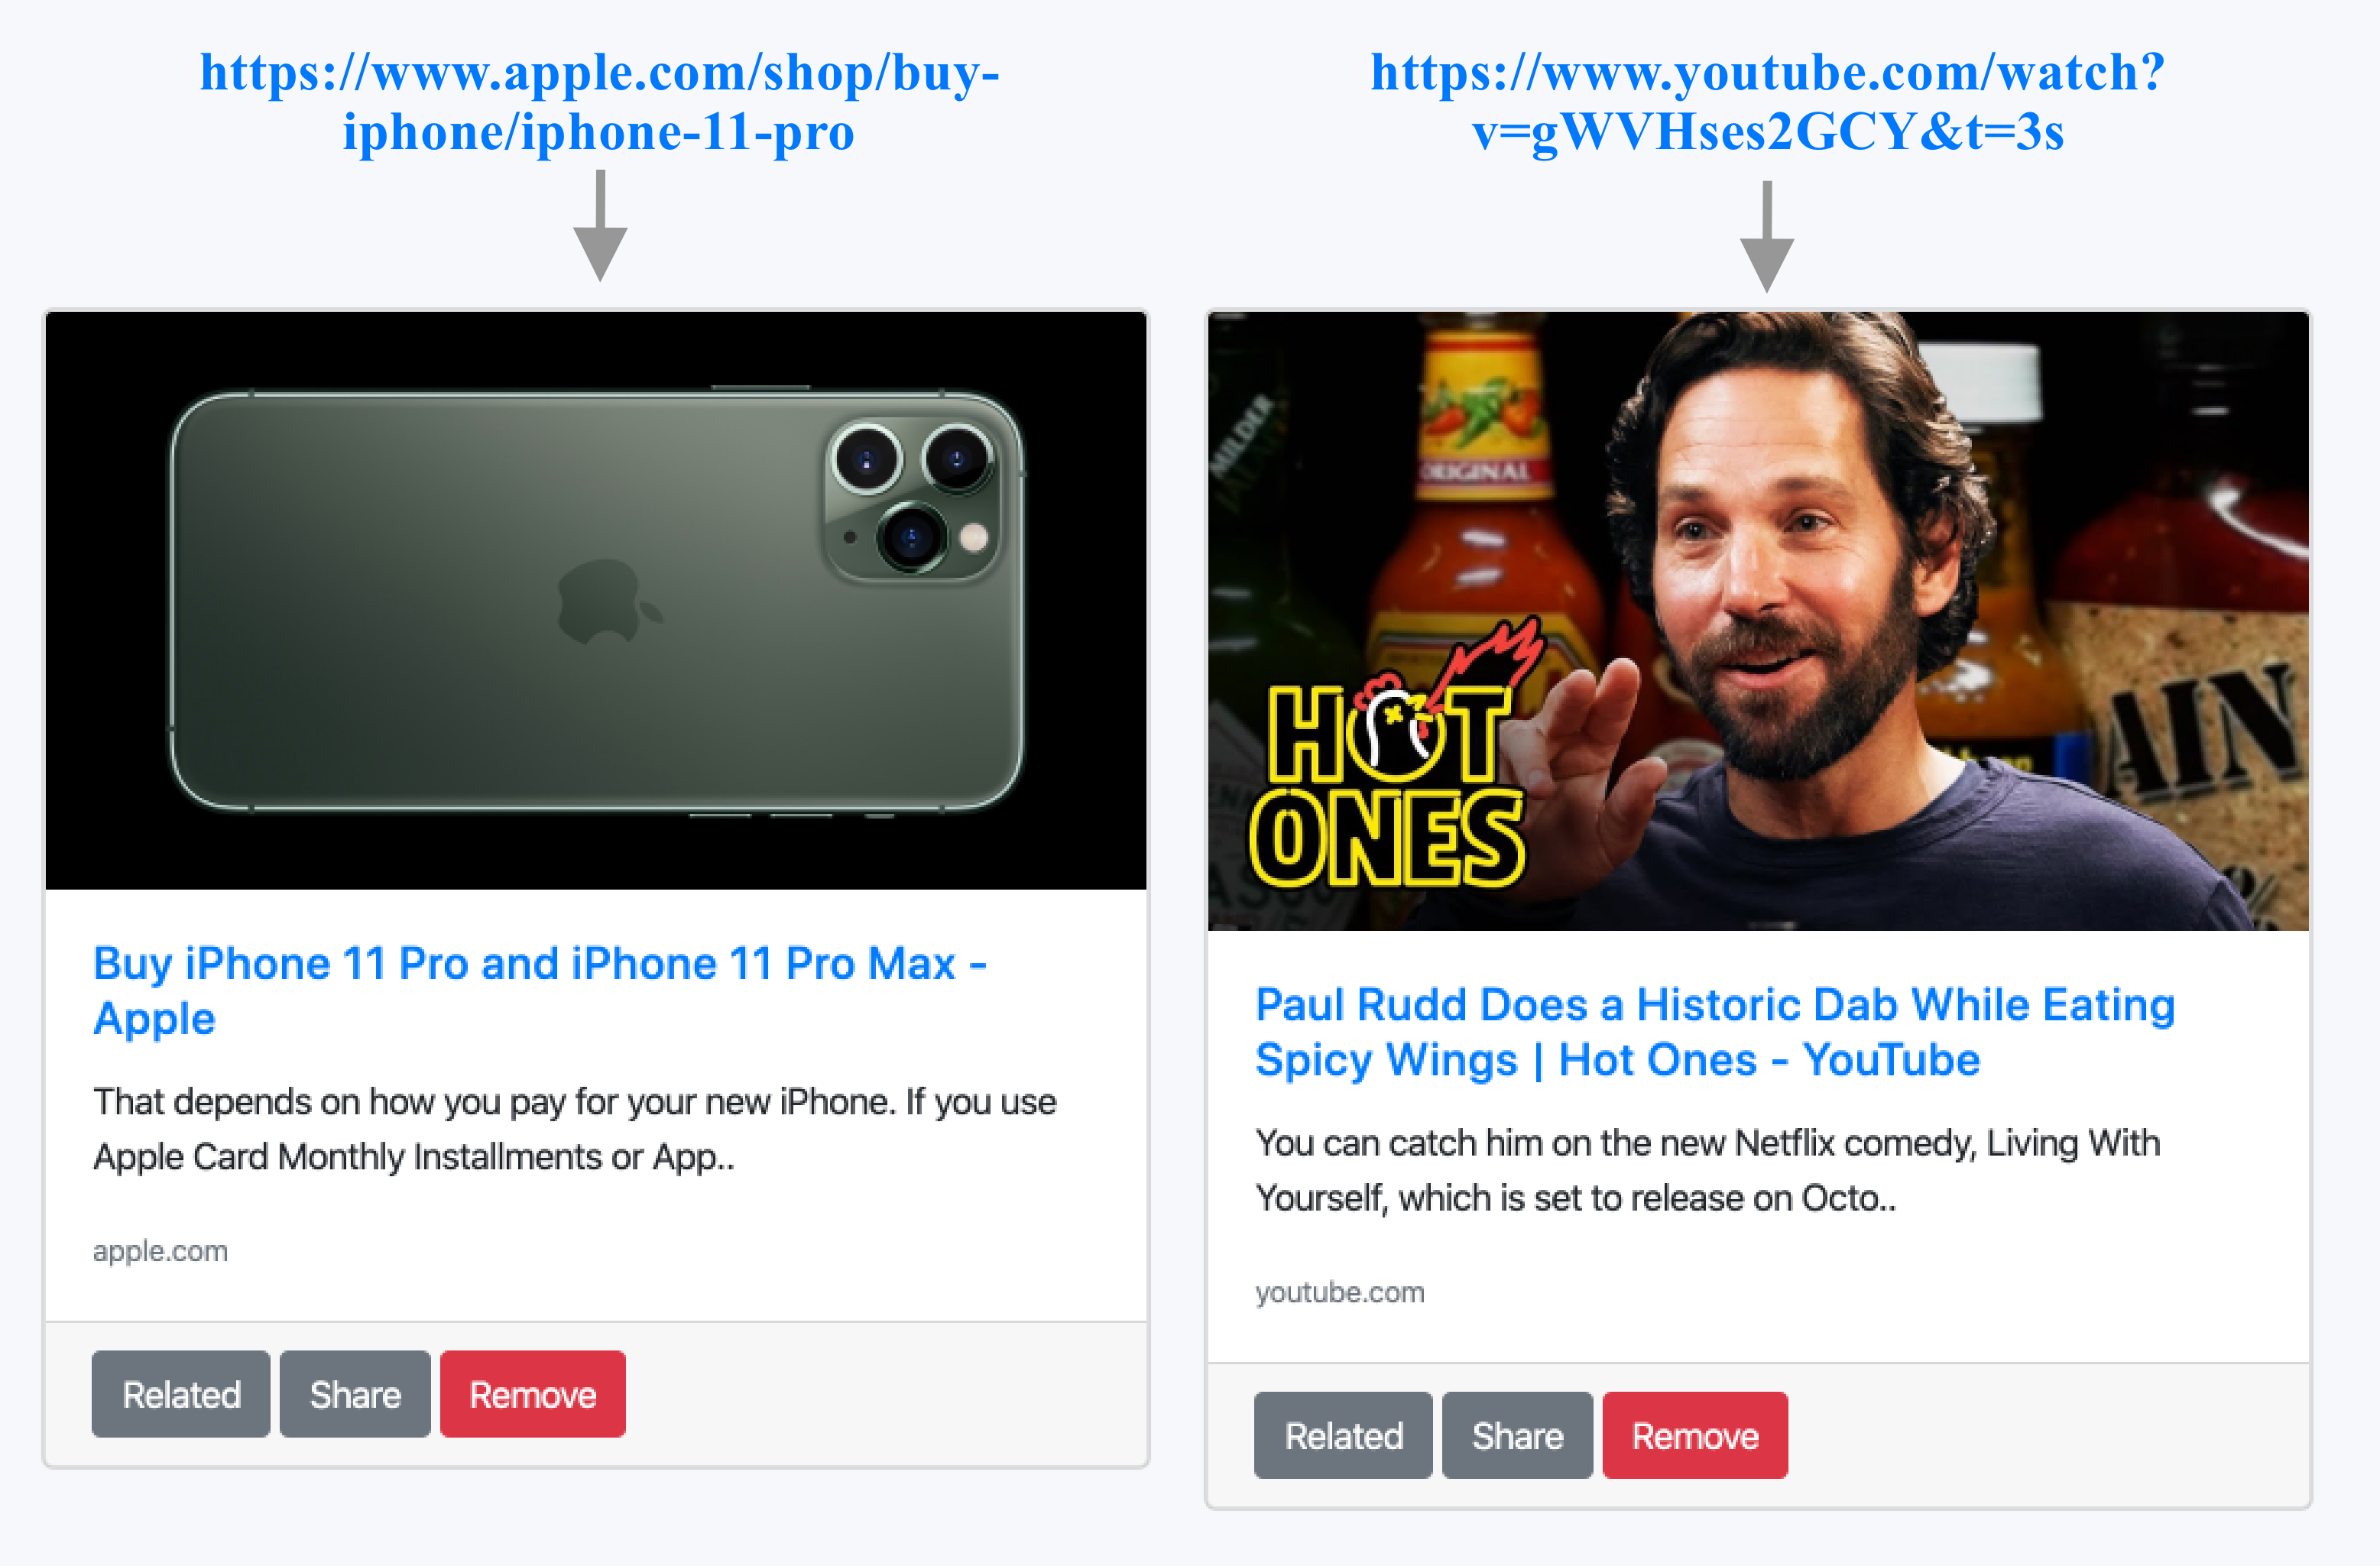 https://www.apple.com/shop/buy-
iphone/iphone-11-pro
https://www.youtube.com/watch?
v=gWVHses2GCY&t=3s
MILDER
ORIGINAL
AIN
HOT
ONES
Buy iPhone 11 Pro and iPhone 11 Pro Max -
Apple
That depends on how you pay for your new iPhone. If you use
Apple Card Monthly Installments or App..
apple.com
Related Share Remove
Paul Rudd Does a Historic Dab While Eating
Spicy Wings | Hot Ones - YouTube
You can catch him on the new Netflix comedy, Living With
Yourself, which is set to release on Octo..
youtube.com
Related Share Remove